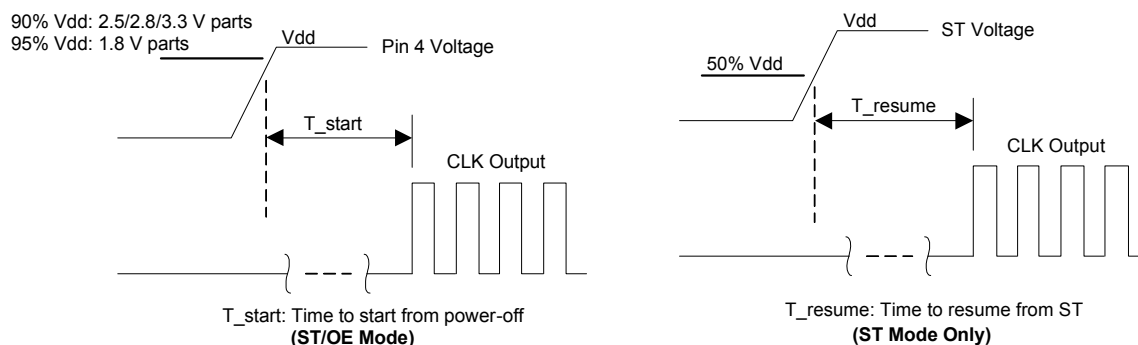 90% Vdd: 2.5/2.8/3.3 V parts
95% Vdd: 1.8 V parts
Vdd
Pin 4 Voltage
T_start
CLK Output
T_start: Time to start from power-off
(ST/OE Mode)
Vdd
ST Voltage
50% Vdd
T_resume
CLK Output
T_resume: Time to resume from ST
(ST Mode Only)